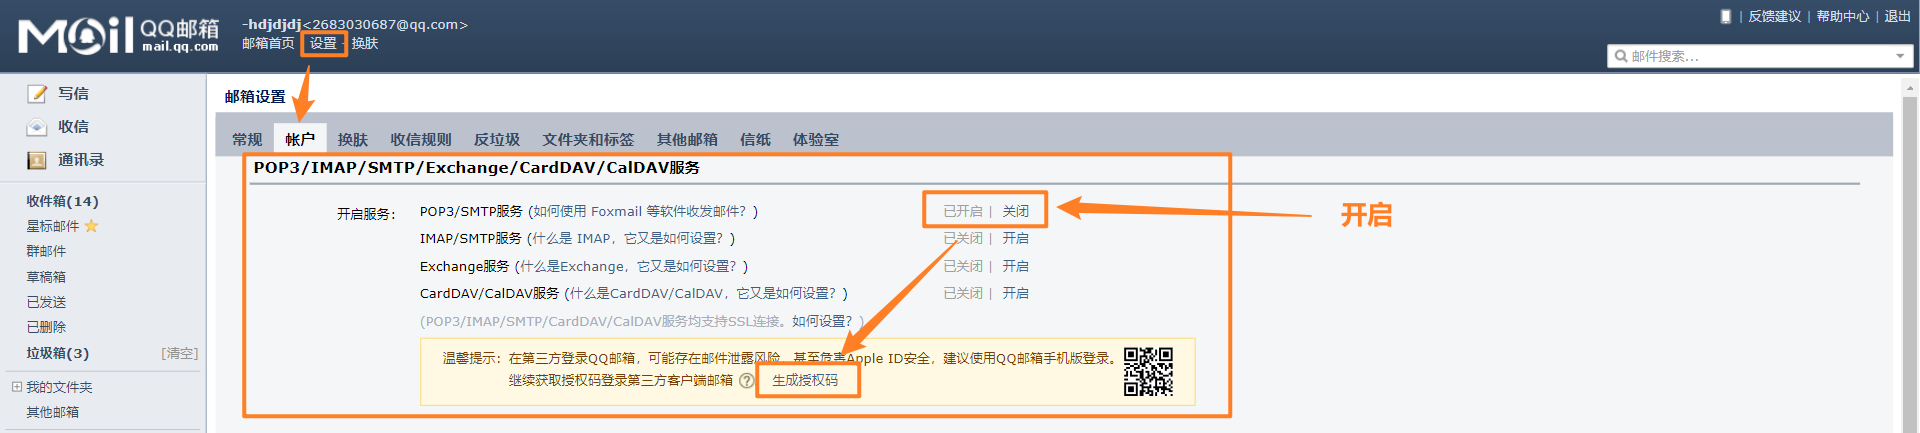 MOil QQ邮箱
mail.qq.com
-hdjdjdj<2683030687@qq.com>
邮箱首页 设置 - 换肤
| 反馈建议 | 帮助中心 | 退出
邮件搜索...
写信
收信
通讯录
收件箱(14)
星标邮件
群邮件
草稿箱
已发送
已删除
垃圾箱(3) [清空]
我的文件夹
其他邮箱
邮箱设置
常规 帐户 换肤 收信规则 反垃圾 文件夹和标签 其他邮箱 信纸 体验室
POP3/IMAP/SMTP/Exchange/CardDAV/CalDAV服务
开启服务： POP3/SMTP服务 (如何使用 Foxmail 等软件收发邮件？) 已开启 | 关闭
开启
IMAP/SMTP服务 (什么是 IMAP，它又是如何设置？) 已关闭 | 开启
Exchange服务 (什么是Exchange，它又是如何设置？) 已关闭 | 开启
CardDAV/CalDAV服务 (什么是CardDAV/CalDAV，它又是如何设置？) 已关闭 | 开启
(POP3/IMAP/SMTP/CardDAV/CalDAV服务均支持SSL连接。如何设置？)
温馨提示：在第三方登录QQ邮箱，可能存在邮件泄露风险，甚至危害Apple ID安全，建议使用QQ邮箱手机版登录。
继续获取授权码登录第三方客户端邮箱 ? 生成授权码